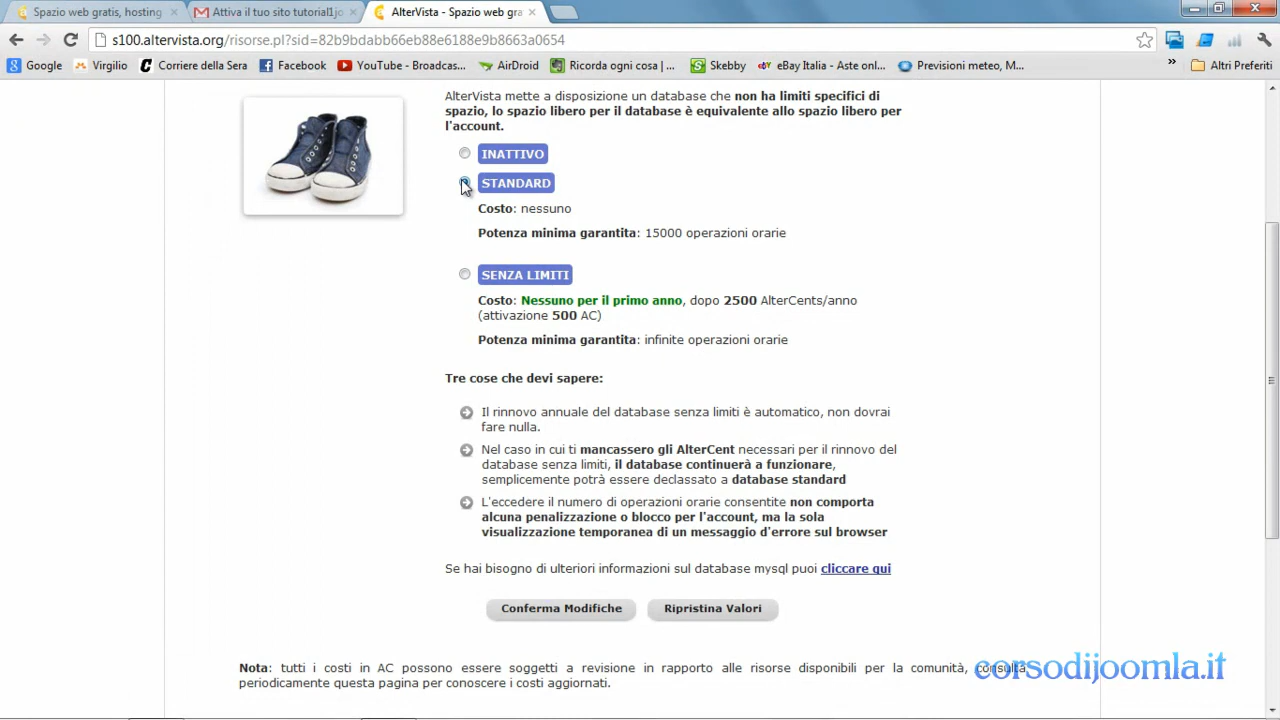 Spazio web gratis, hosting
Attiva il tuo sito tutorial1jo
AlterVista - Spazio web gra
s100.altervista.org/risorse.pl?sid=82b9bdabb66eb88e6188e9b8663a0654
Google
Virgilio
Corriere della Sera
Facebook
YouTube - Broadcas...
AirDroid
Ricorda ogni cosa | ...
Skebby
eBay Italia - Aste onl...
Previsioni meteo, M...
Altri Preferiti
AlterVista mette a disposizione un database che non ha limiti specifici di
spazio, lo spazio libero per il database è equivalente allo spazio libero per
l'account.
INATTIVO
STANDARD
Costo: nessuno
Potenza minima garantita: 15000 operazioni orarie
SENZA LIMITI
Costo: Nessuno per il primo anno, dopo 2500 AlterCents/anno
(attivazione 500 AC)
Potenza minima garantita: infinite operazioni orarie
Tre cose che devi sapere:
Il rinnovo annuale del database senza limiti è automatico, non dovrai
fare nulla.
Nel caso in cui ti mancassero gli AlterCent necessari per il rinnovo del
database senza limiti, il database continuerà a funzionare,
semplicemente potrà essere declassato a database standard
L'eccedere il numero di operazioni orarie consentite non comporta
alcuna penalizzazione o blocco per l'account, ma la sola
visualizzazione temporanea di un messaggio d'errore sul browser
Se hai bisogno di ulteriori informazioni sul database mysql puoi cliccare qui
Conferma Modifiche
Ripristina Valori
Nota: tutti i costi in AC possono essere soggetti a revisione in rapporto alle risorse disponibili per la comunità, consulta
periodicamente questa pagina per conoscere i costi aggiornati.
corsodijoomla.it